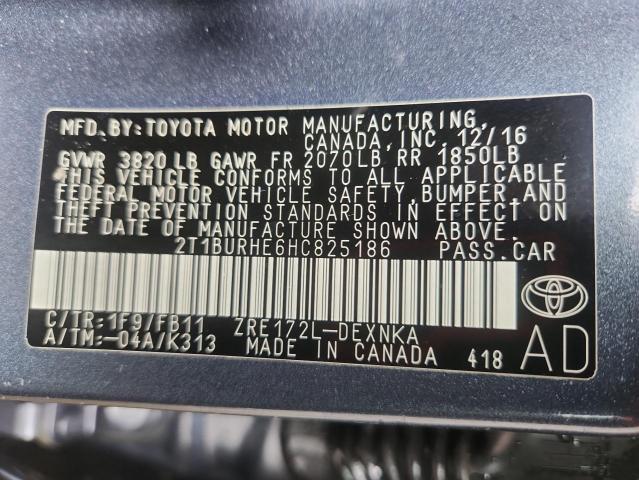 MFD. BY: TOYOTA MOTOR MANUFACTURING,
CANADA, INC. 12/16
GVWR 3820 LB GAWR FR 2070LB, RR 1850LB
THIS VEHICLE CONFORMS TO ALL APPLICABLE
FEDERAL MOTOR VEHICLE SAFETY, BUMPER, AND
THEFT PREVENTION STANDARDS IN EFFECT ON
THE DATE OF MANUFACTURE SHOWN ABOVE.
2T1BURHE6HC825186 PASS. CAR
C/TR: 1F9/FB11 ZRE172L-DEXNKA
A/TM: -04A/K313 MADE IN CANADA 418
AD